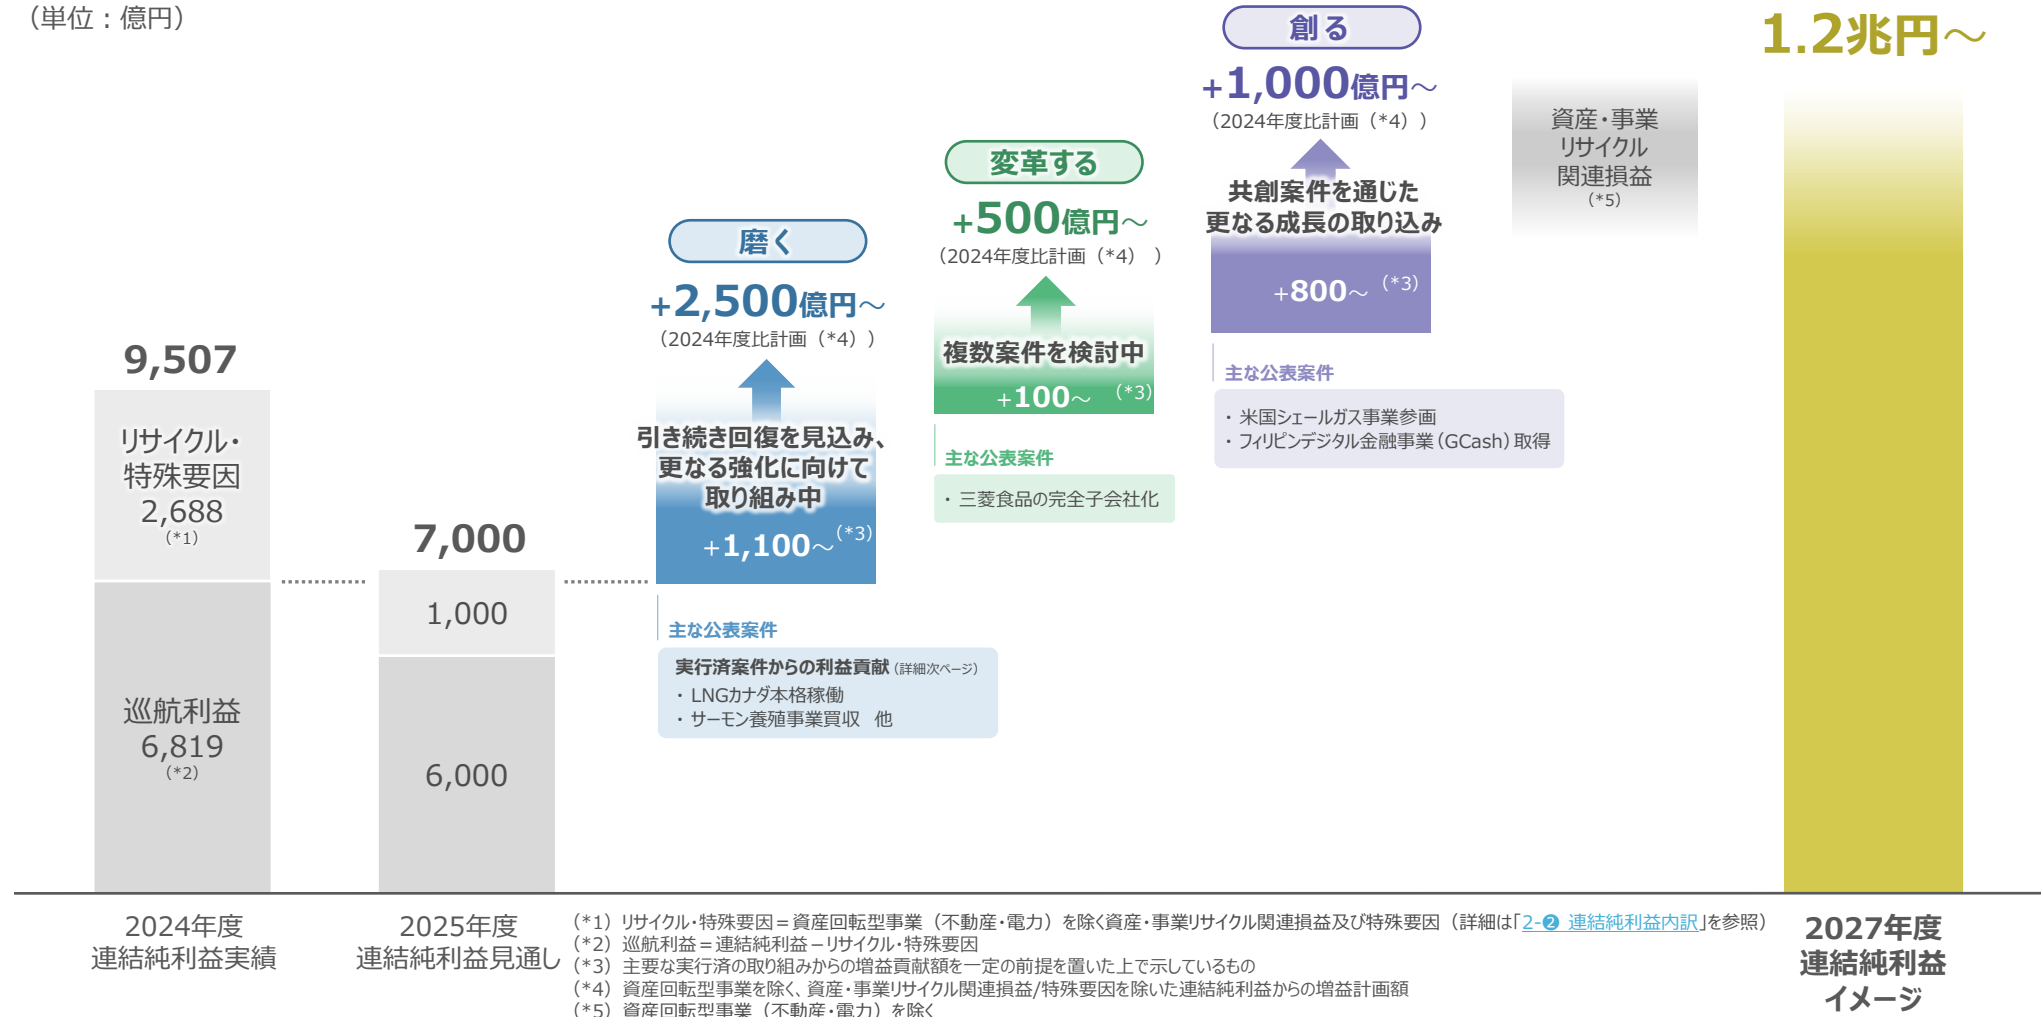 （単位：億円）
9,507
リサイクル・
特殊要因
2,688
（*1）
巡航利益
6,819
（*2）
2024年度
連結純利益実績
7,000
1,000
6,000
2025年度
連結純利益見通し
磨く
+2,500億円～
（2024年度比計画（*4））
引き続き回復を見込み、
更なる強化に向けて
取り組み中
+1,100～（*3）
主な公表案件
実行済案件からの利益貢献（詳細次ページ）
・ LNGカナダ本格稼働
・ サーモン養殖事業買収 他
変革する
+500億円～
（2024年度比計画（*4） ）
複数案件を検討中
+100～ （*3）
主な公表案件
・ 三菱食品の完全子会社化
創る
+1,000億円～
（2024年度比計画（*4））
共創案件を通じた
更なる成長の取り込み
+800～（*3）
主な公表案件
・ 米国シェールガス事業参画
・ フィリピンデジタル金融事業（GCash）取得
資産・事業
リサイクル
関連損益
（*5）
1.2兆円～
2027年度
連結純利益
イメージ
（*1）リサイクル・特殊要因＝資産回転型事業（不動産・電力）を除く資産・事業リサイクル関連損益及び特殊要因（詳細は「2-❷ 連結純利益内訳」を参照）
（*2）巡航利益＝連結純利益－リサイクル・特殊要因
（*3）主要な実行済の取り組みからの増益貢献額を一定の前提を置いた上で示しているもの
（*4）資産回転型事業を除く、資産・事業リサイクル関連損益/特殊要因を除いた連結純利益からの増益計画額
（*5）資産回転型事業（不動産・電力）を除く